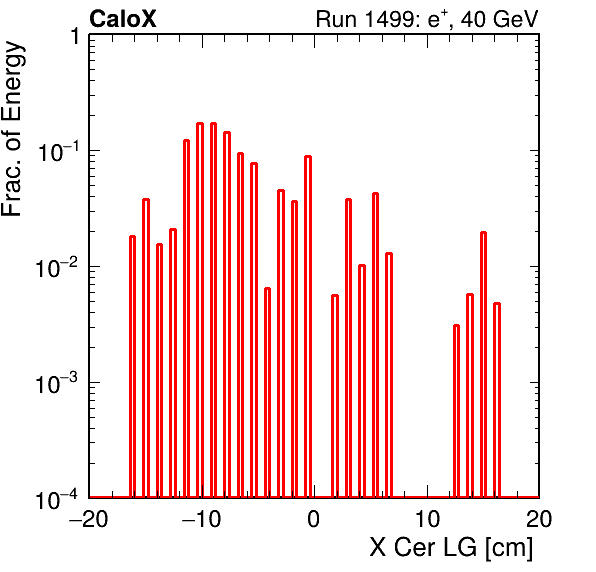 CaloX Run 1499: e⁺, 40 GeV
Frac. of Energy
1
10⁻¹
10⁻²
10⁻³
10⁻⁴
−20 −10 0 10 20
X Cer LG [cm]